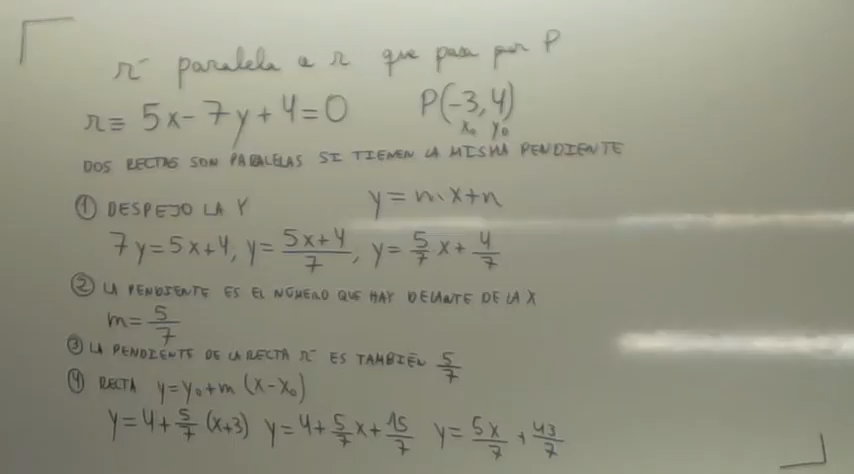 r´ paralela a r que pasa por P
r ≡ 5x - 7y + 4 = 0 P(-3, 4)
x₀ y₀
DOS RECTAS SON PARALELAS SI TIENEN LA MISMA PENDIENTE
① DESPEJO LA Y y = mx + n
7y = 5x + 4, y = (5x + 4)/7, y = 5/7 x + 4/7
② LA PENDIENTE ES EL NÚMERO QUE HAY DELANTE DE LA X
m = 5/7
③ LA PENDIENTE DE LA RECTA r´ ES TAMBIÉN 5/7
④ RECTA y = y₀ + m (x - x₀)
y = 4 + 5/7 (x + 3) y = 4 + 5/7 x + 15/7 y = 5x/7 + 43/7